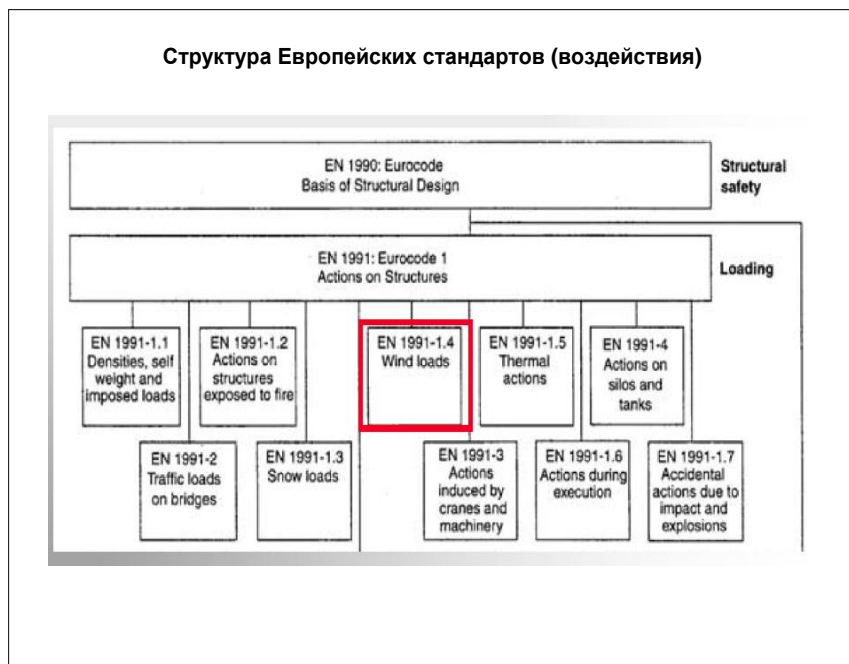 Структура Европейских стандартов (воздействия)
EN 1990: Eurocode
Basis of Structural Design
Structural
safety
EN 1991: Eurocode 1
Actions on Structures
Loading
EN 1991-1.1
Densities, self
weight and
imposed loads
EN 1991-1.2
Actions on
structures
exposed to fire
EN 1991-1.4
Wind loads
EN 1991-1.5
Thermal
actions
EN 1991-4
Actions on
silos and
tanks
EN 1991-2
Traffic loads
on bridges
EN 1991-1.3
Snow loads
EN 1991-3
Actions
induced by
cranes and
machinery
EN 1991-1.6
Actions during
execution
EN 1991-1.7
Accidental
actions due to
impact and
explosions